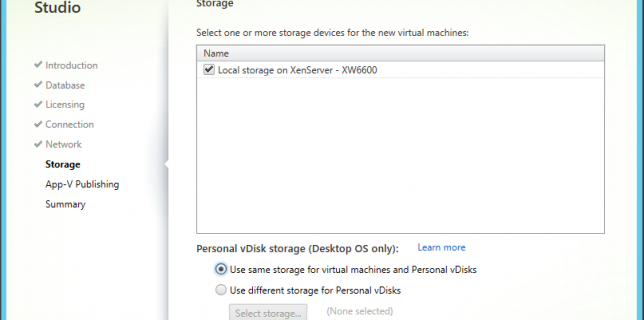 Studio
Storage
Select one or more storage devices for the new virtual machines:
Name
Local storage on XenServer - XW6600
Introduction
Database
Licensing
Connection
Network
Storage
App-V Publishing
Summary
Personal vDisk storage (Desktop OS only): Learn more
Use same storage for virtual machines and Personal vDisks
Use different storage for Personal vDisks
Select storage... (None selected)